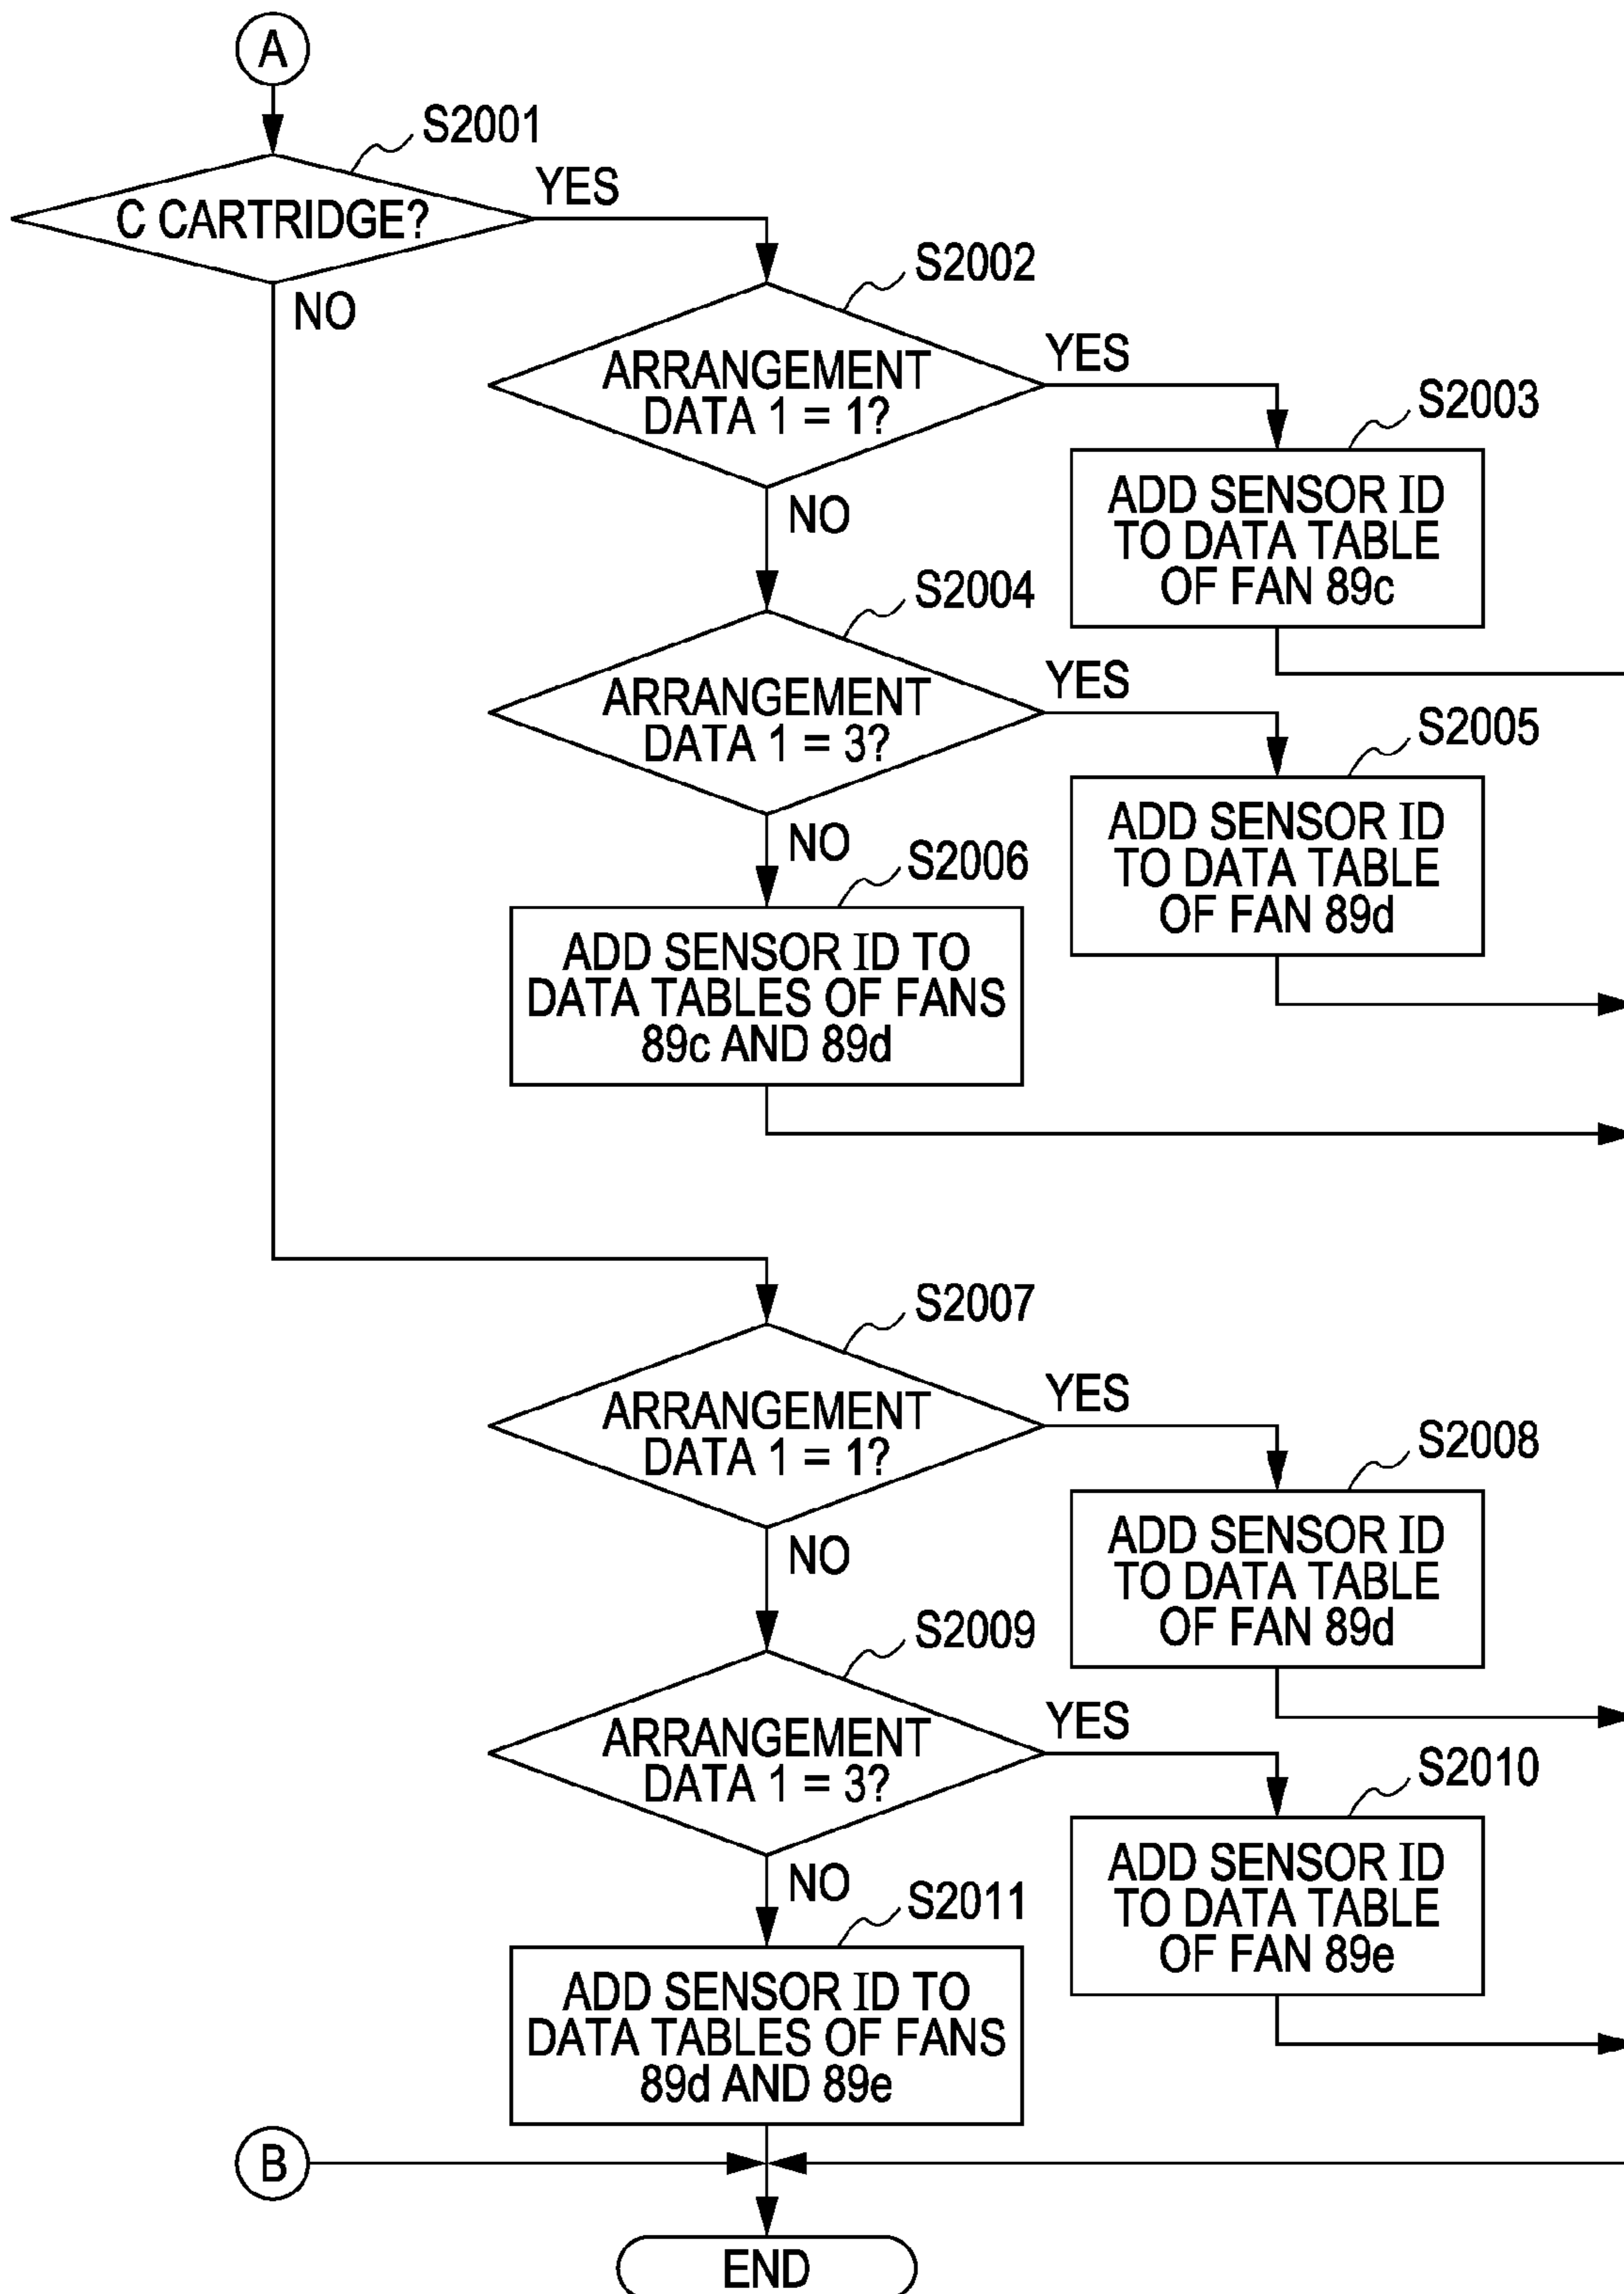 A
S2001
C CARTRIDGE?
YES
NO
S2002
ARRANGEMENT
DATA 1 = 1?
YES
NO
S2003
ADD SENSOR ID
TO DATA TABLE
OF FAN 89c
S2004
ARRANGEMENT
DATA 1 = 3?
YES
NO
S2005
ADD SENSOR ID
TO DATA TABLE
OF FAN 89d
S2006
ADD SENSOR ID TO
DATA TABLES OF FANS
89c AND 89d
S2007
ARRANGEMENT
DATA 1 = 1?
YES
NO
S2008
ADD SENSOR ID
TO DATA TABLE
OF FAN 89d
S2009
ARRANGEMENT
DATA 1 = 3?
YES
NO
S2010
ADD SENSOR ID
TO DATA TABLE
OF FAN 89e
S2011
ADD SENSOR ID TO
DATA TABLES OF FANS
89d AND 89e
B
END